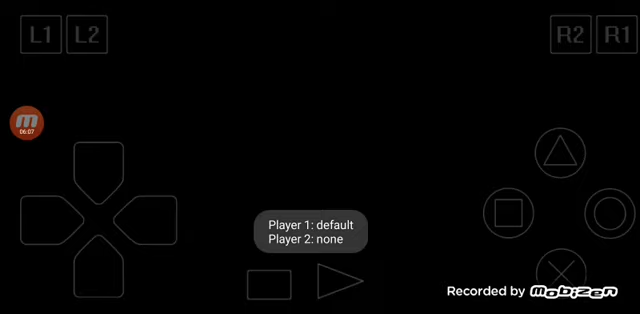 L1 L2 R2 R1
06:07
Player 1: default
Player 2: none
Recorded by Mobizen